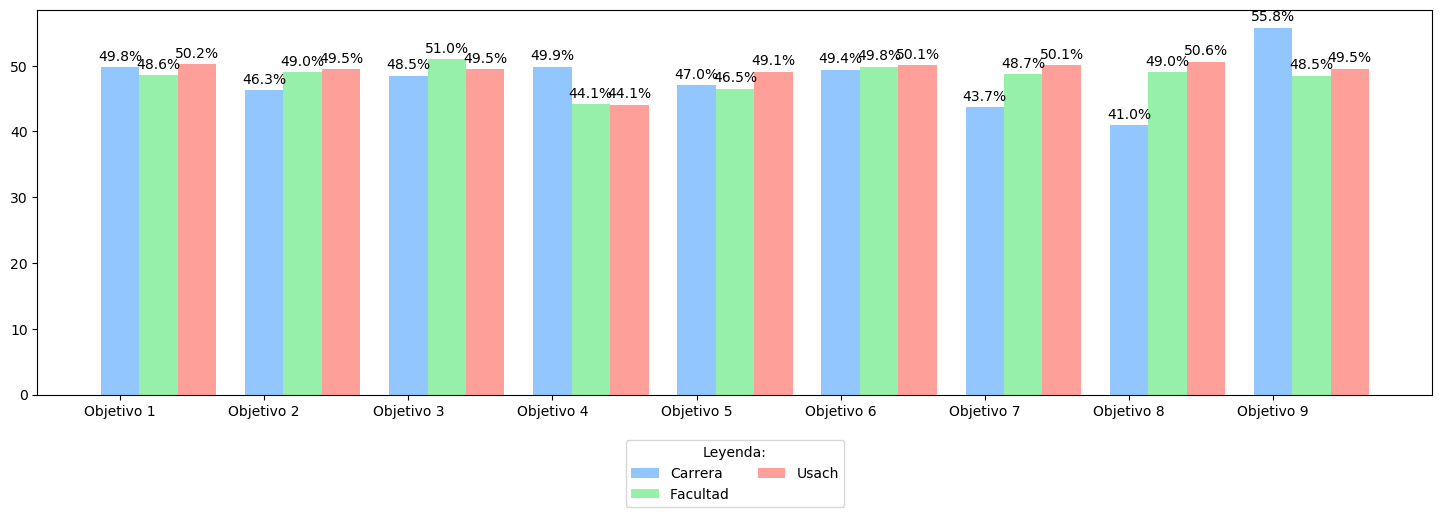 55.8%
49.8% 48.6% 50.2% 46.3% 49.0% 49.5% 48.5% 51.0% 49.5% 49.9% 44.1% 44.1% 47.0% 46.5% 49.1% 49.4% 49.8% 50.1% 43.7% 48.7% 50.1% 41.0% 49.0% 50.6% 48.5% 49.5%
50
40
30
20
10
0
Objetivo 1 Objetivo 2 Objetivo 3 Objetivo 4 Objetivo 5 Objetivo 6 Objetivo 7 Objetivo 8 Objetivo 9
Leyenda:
Carrera Usach
Facultad